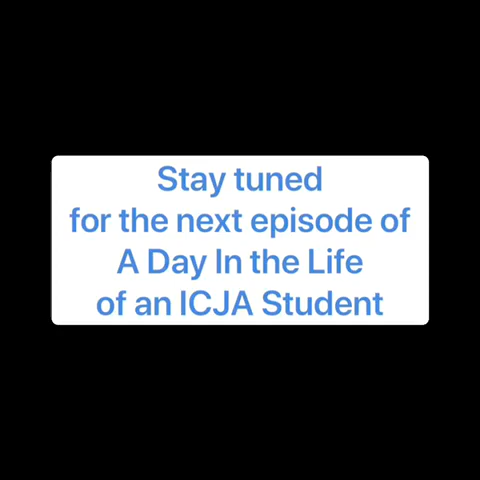 Stay tuned
for the next episode of
A Day In the Life
of an ICJA Student